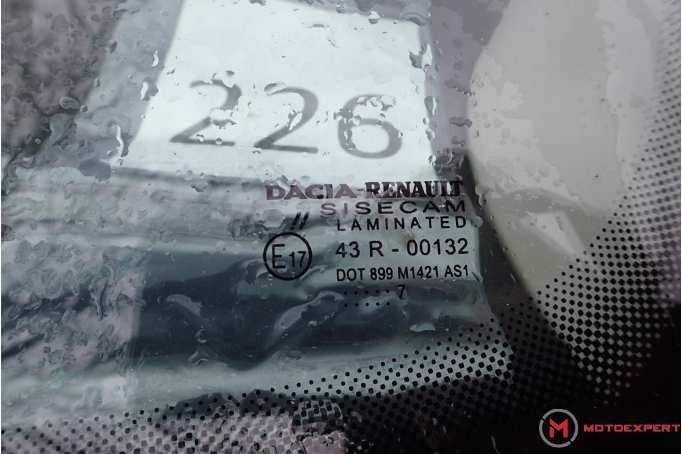 226
DACIA-RENAULT
SISECAM
LAMINATED
E17 43 R - 00132
DOT 899 M1421 AS1
..... 7
M MOTOEXPERT